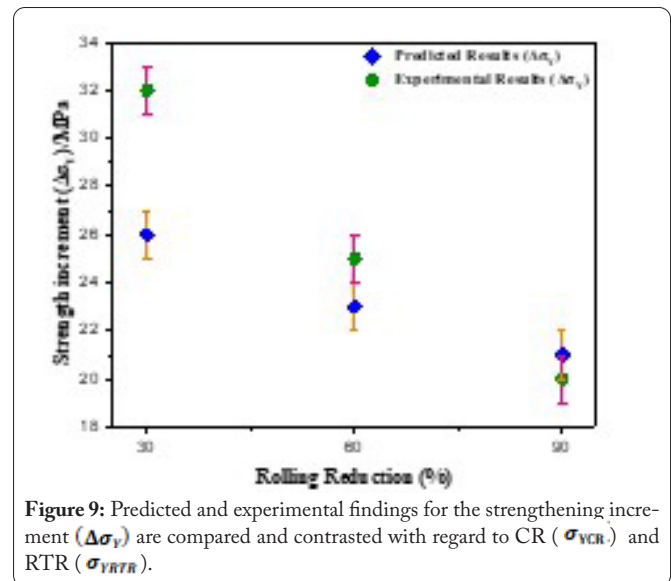 34
32
30
28
26
24
22
20
18
Strength increment (Δσ_Y)/MPa
Predicted Results (Δσ_Y)
Experimental Results (Δσ_Y)
30
60
90
Rolling Reduction (%)
Figure 9: Predicted and experimental findings for the strengthening incre-
ment (Δσ_Y) are compared and contrasted with regard to CR (σ_YCR) and
RTR (σ_YRTR).